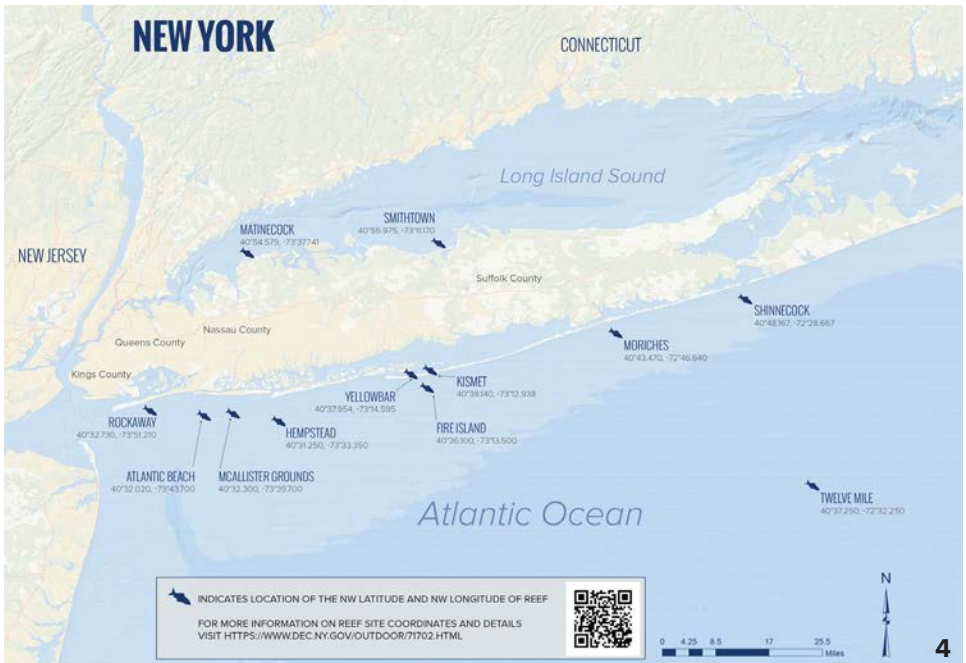 NEW YORK
CONNECTICUT
Long Island Sound
SMITHTOWN
40°55.975, -73°11.170
MATINECOCK
40°54.579, -73°37.741
NEW JERSEY
Suffolk County
SHINNECOCK
40°48.167, -72°28.667
Nassau County
Queens County
MORICHES
40°43.470, -72°46.640
Kings County
KISMET
40°38.140, -73°12.938
YELLOWBAR
40°37.954, -73°14.595
ROCKAWAY
40°32.730, -73°51.210
HEMPSTEAD
40°31.250, -73°33.350
FIRE ISLAND
40°36.100, -73°13.500
ATLANTIC BEACH
40°32.020, -73°43.700
MCALLISTER GROUNDS
40°32.300, -73°39.700
TWELVE MILE
40°37.250, -72°32.250
Atlantic Ocean
INDICATES LOCATION OF THE NW LATITUDE AND NW LONGITUDE OF REEF
FOR MORE INFORMATION ON REEF SITE COORDINATES AND DETAILS
VISIT HTTPS://WWW.DEC.NY.GOV/OUTDOOR/71702.HTML
N
0 4.25 8.5 17 25.5
Miles
4